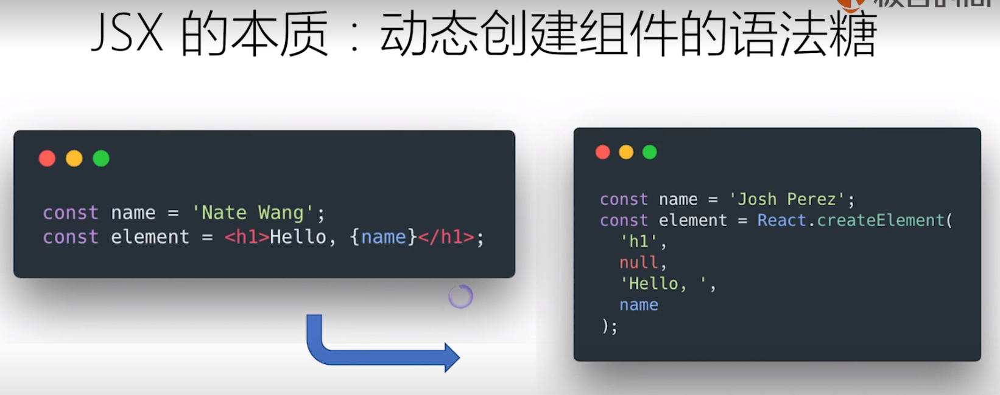 JSX 的本质：动态创建组件的语法糖
const name = 'Nate Wang';
const element = <h1>Hello, {name}</h1>;
const name = 'Josh Perez';
const element = React.createElement(
'h1',
null,
'Hello, ',
name
);